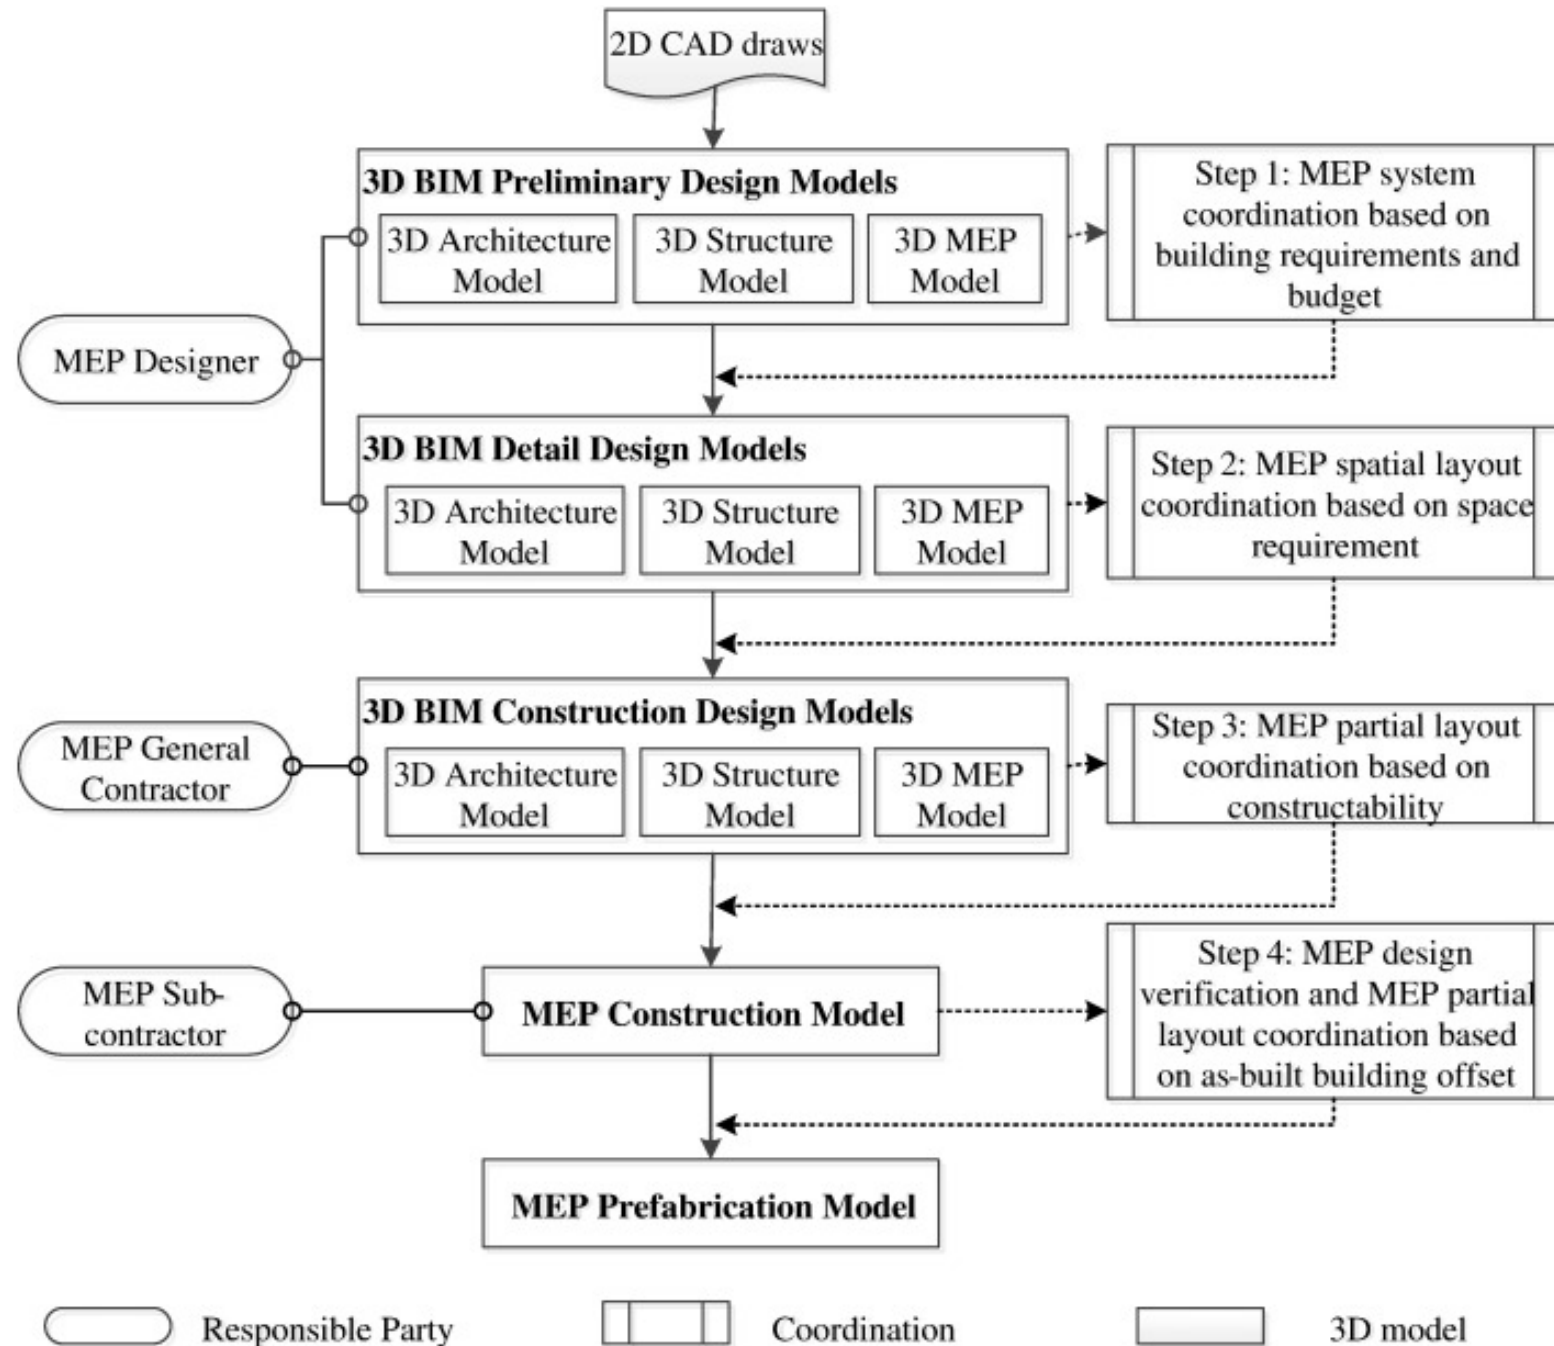 2D CAD draws
3D BIM Preliminary Design Models
3D Architecture
Model
3D Structure
Model
3D MEP
Model
Step 1: MEP system
coordination based on
building requirements and
budget
MEP Designer
3D BIM Detail Design Models
3D Architecture
Model
3D Structure
Model
3D MEP
Model
Step 2: MEP spatial layout
coordination based on space
requirement
MEP General
Contractor
3D BIM Construction Design Models
3D Architecture
Model
3D Structure
Model
3D MEP
Model
Step 3: MEP partial layout
coordination based on
constructability
MEP Sub-
contractor
MEP Construction Model
Step 4: MEP design
verification and MEP partial
layout coordination based
on as-built building offset
MEP Prefabrication Model
Responsible Party
Coordination
3D model